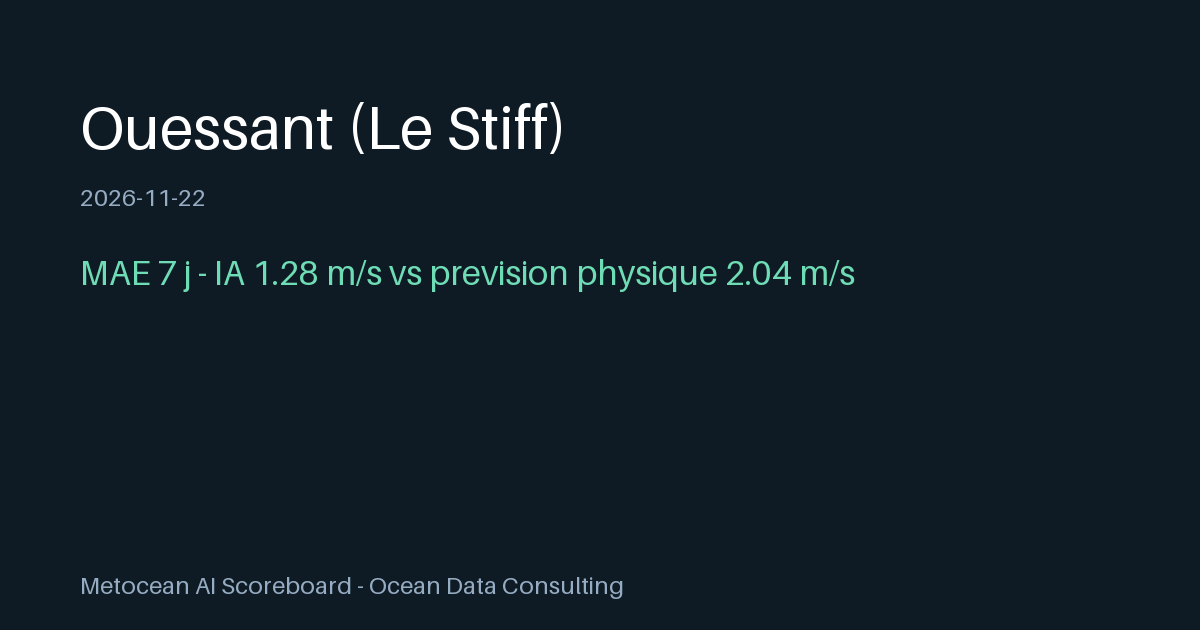 Ouessant (Le Stiff)
2026-11-22
MAE 7 j - IA 1.28 m/s vs prevision physique 2.04 m/s
Metocean AI Scoreboard - Ocean Data Consulting